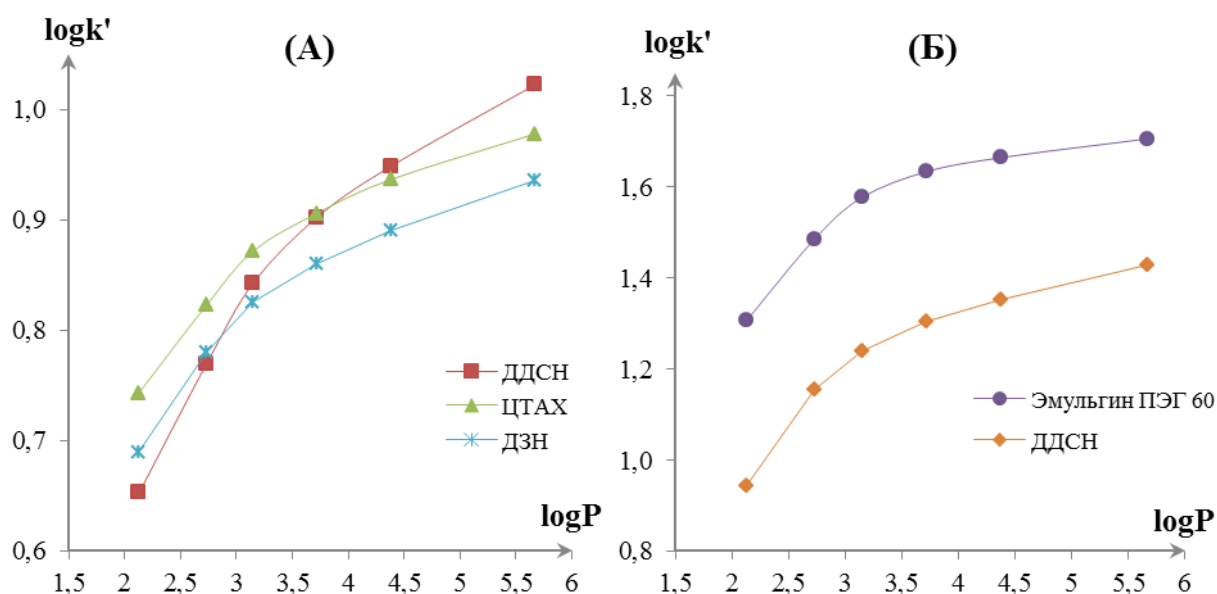 logk'
(А)
1,0
0,9
0,8
0,7
0,6
ДДСН
ЦТАХ
ДЗН
logP
1,5 2 2,5 3 3,5 4 4,5 5 5,5 6
logk'
(Б)
1,8
1,6
1,4
1,2
1,0
0,8
Эмульгин ПЭГ 60
ДДСН
logP
1,5 2 2,5 3 3,5 4 4,5 5 5,5 6